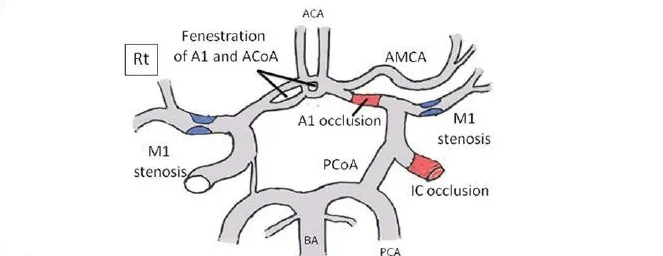 ACA
Fenestration
of A1 and ACoA
Rt
AMCA
A1 occlusion
M1
stenosis
M1
stenosis
PCoA
IC occlusion
BA
PCA